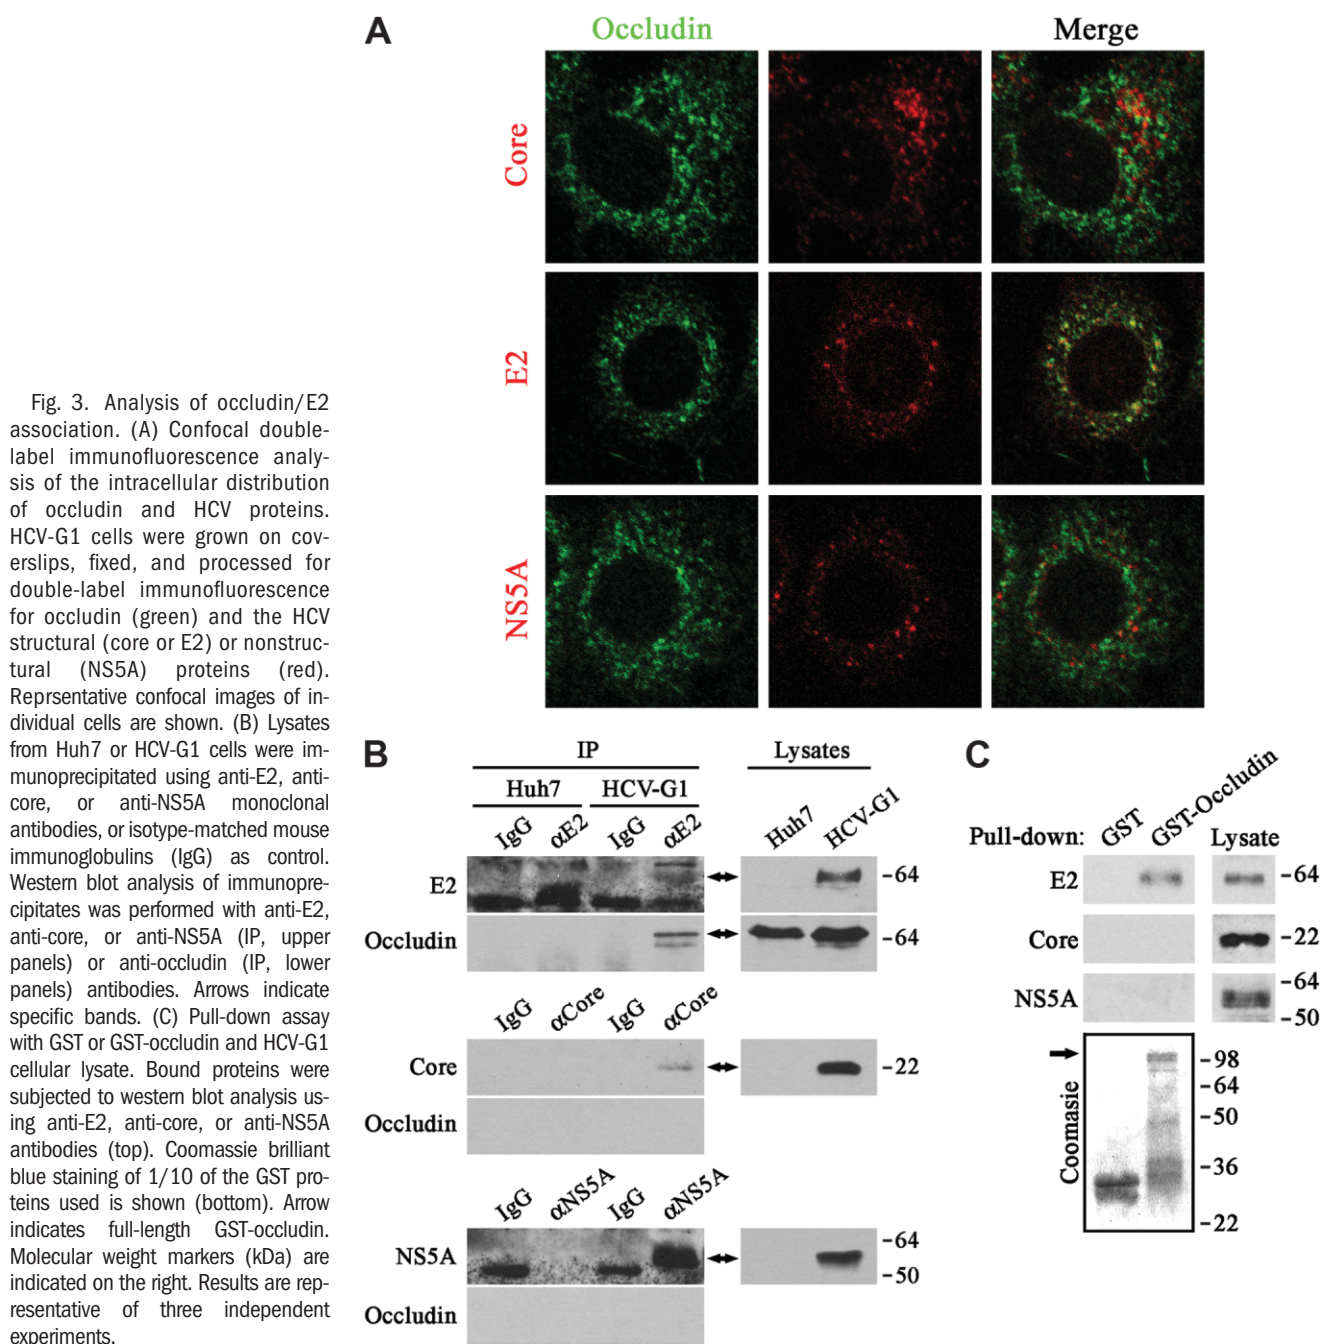 A
Occludin
Merge
Core
E2
NS5A
Fig. 3. Analysis of occludin/E2
association. (A) Confocal double-
label immunofluorescence analy-
sis of the intracellular distribution
of occludin and HCV proteins.
HCV-G1 cells were grown on cov-
erslips, fixed, and processed for
double-label immunofluorescence
for occludin (green) and the HCV
structural (core or E2) or nonstruc-
tural (NS5A) proteins (red).
Reprsentative confocal images of in-
dividual cells are shown. (B) Lysates
from Huh7 or HCV-G1 cells were im-
munoprecipitated using anti-E2, anti-
core, or anti-NS5A monoclonal
antibodies, or isotype-matched mouse
immunoglobulins (IgG) as control.
Western blot analysis of immunopre-
cipitates was performed with anti-E2,
anti-core, or anti-NS5A (IP, upper
panels) or anti-occludin (IP, lower
panels) antibodies. Arrows indicate
specific bands. (C) Pull-down assay
with GST or GST-occludin and HCV-G1
cellular lysate. Bound proteins were
subjected to western blot analysis us-
ing anti-E2, anti-core, or anti-NS5A
antibodies (top). Coomassie brilliant
blue staining of 1/10 of the GST pro-
teins used is shown (bottom). Arrow
indicates full-length GST-occludin.
Molecular weight markers (kDa) are
indicated on the right. Results are rep-
resentative of three independent
experiments.
B
IP
Lysates
Huh7 HCV-G1
IgG αE2 IgG αE2
Huh7 HCV-G1
E2
-64
Occludin
-64
IgG αCore IgG αCore
Core
-22
Occludin
IgG αNS5A IgG αNS5A
NS5A
-64
-50
Occludin
C
Pull-down: GST GST-Occludin Lysate
E2
-64
Core
-22
NS5A
-64
-50
Coomasie
-98
-64
-50
-36
-22